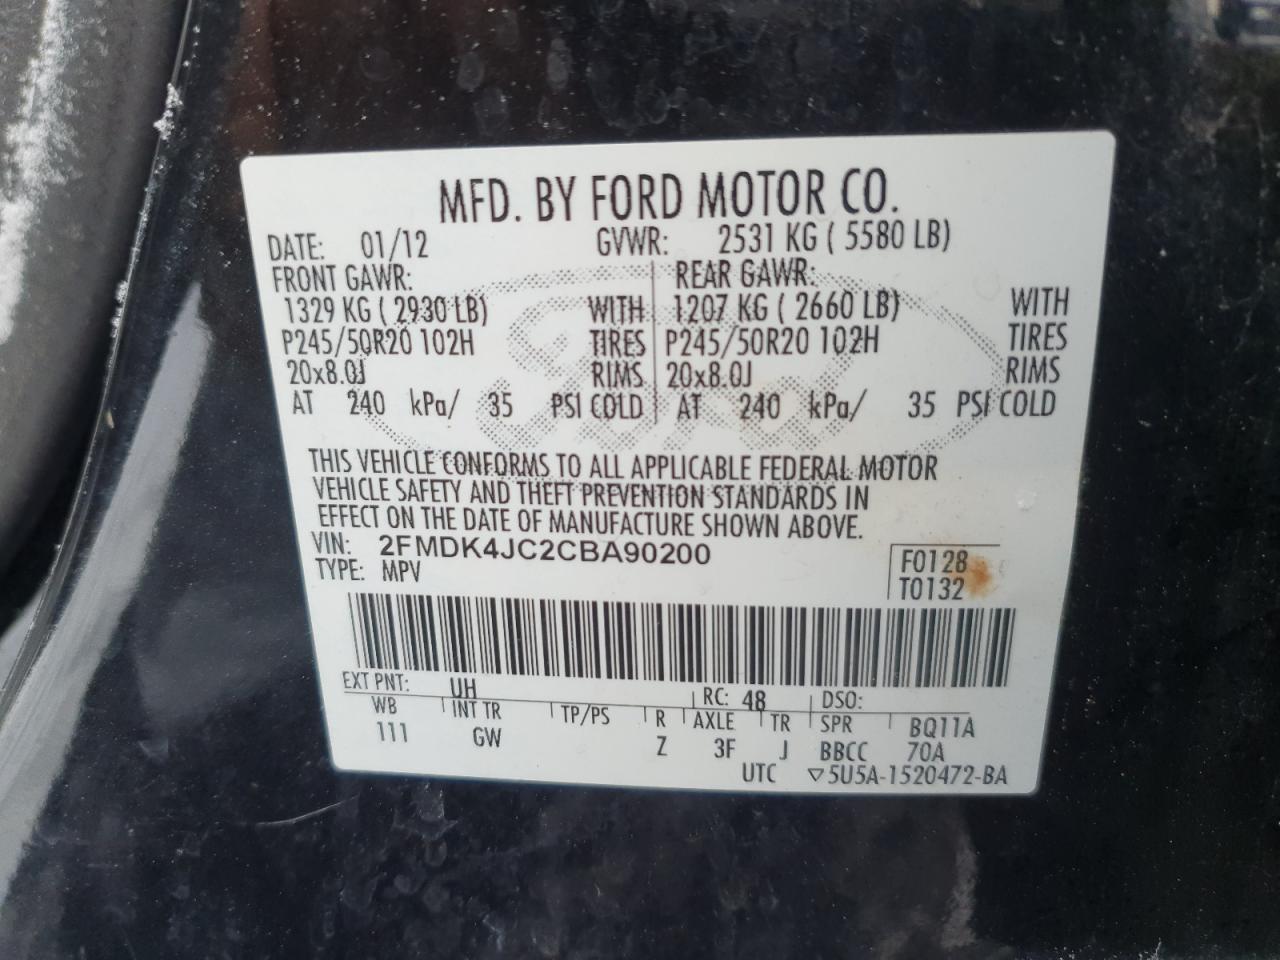 MFD. BY FORD MOTOR CO.
DATE: 01/12 GVWR: 2531 KG ( 5580 LB)
FRONT GAWR: REAR GAWR:
1329 KG ( 2930 LB) WITH 1207 KG ( 2660 LB) WITH
P245/50R20 102H TIRES P245/50R20 102H TIRES
20x8.0J RIMS 20x8.0J RIMS
AT 240 kPa/ 35 PSI COLD AT 240 kPa/ 35 PSI COLD
THIS VEHICLE CONFORMS TO ALL APPLICABLE FEDERAL MOTOR
VEHICLE SAFETY AND THEFT PREVENTION STANDARDS IN
EFFECT ON THE DATE OF MANUFACTURE SHOWN ABOVE.
VIN: 2FMDK4JC2CBA90200 F0128
TYPE: MPV T0132
EXT PNT: UH RC: 48 DSO:
WB INT TR TP/PS R AXLE TR SPR BQ11A
111 GW Z 3F J BBCC 70A
UTC ▽5U5A-1520472-BA
Ford